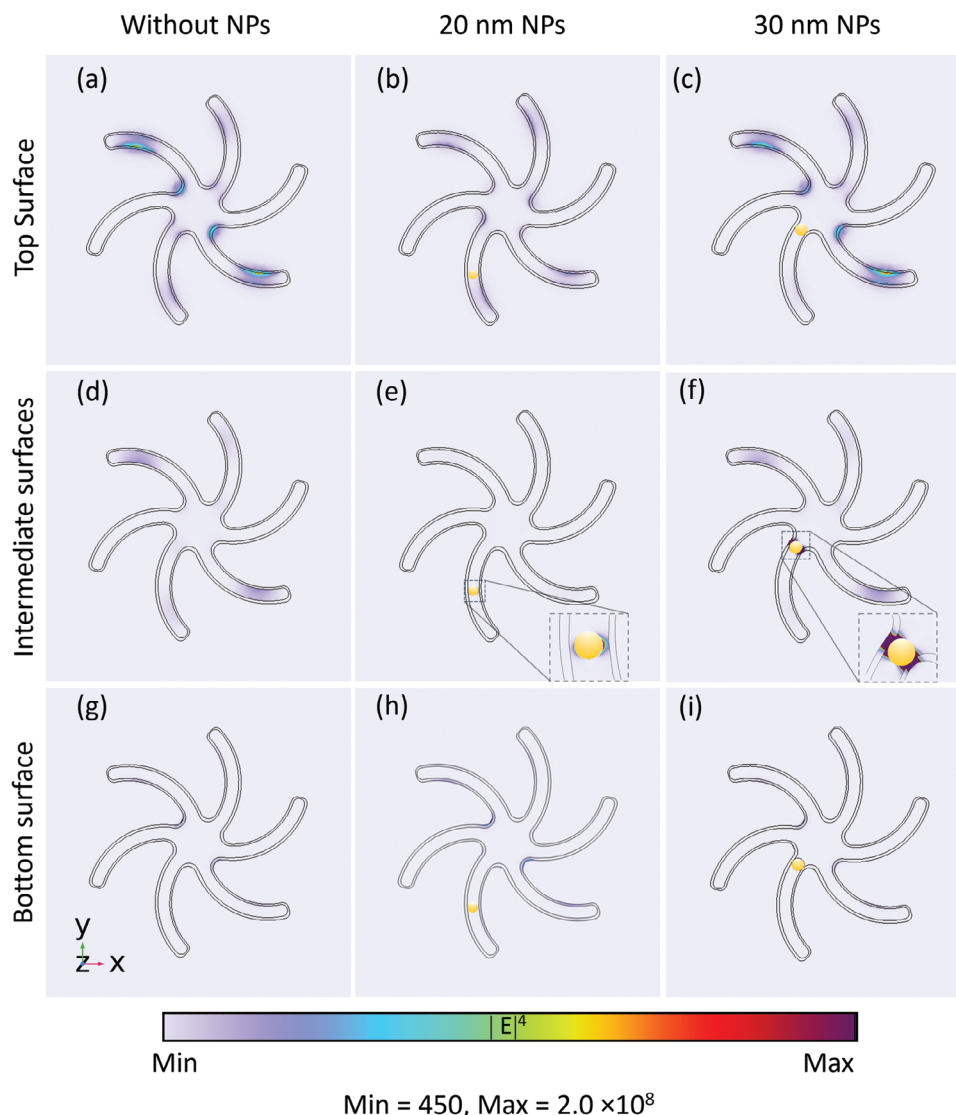 Without NPs
20 nm NPs
30 nm NPs
Top Surface
(a)
(b)
(c)
Intermediate surfaces
(d)
(e)
(f)
Bottom surface
(g)
(h)
(i)
y
z
x
|E|⁴
Min
Max
Min = 450, Max = 2.0 ×10⁸